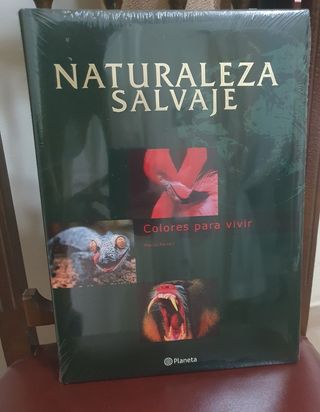 NATURALEZA
SALVAJE
Colores para vivir
Planeta